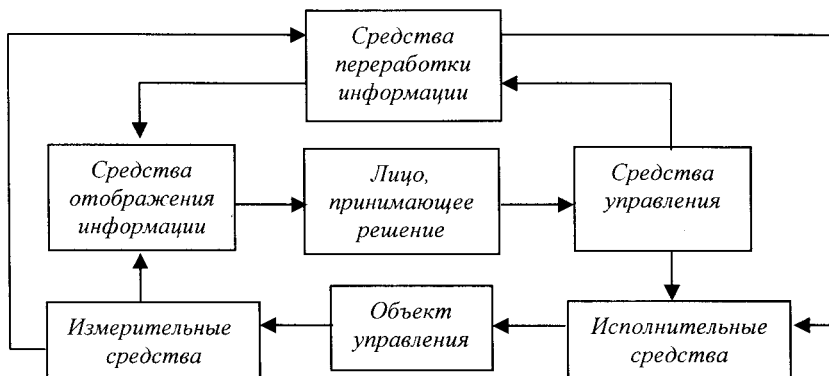 Средства
переработки
информации
Средства
отображения
информации
Лицо,
принимающее
решение
Средства
управления
Измерительные
средства
Объект
управления
Исполнительные
средства